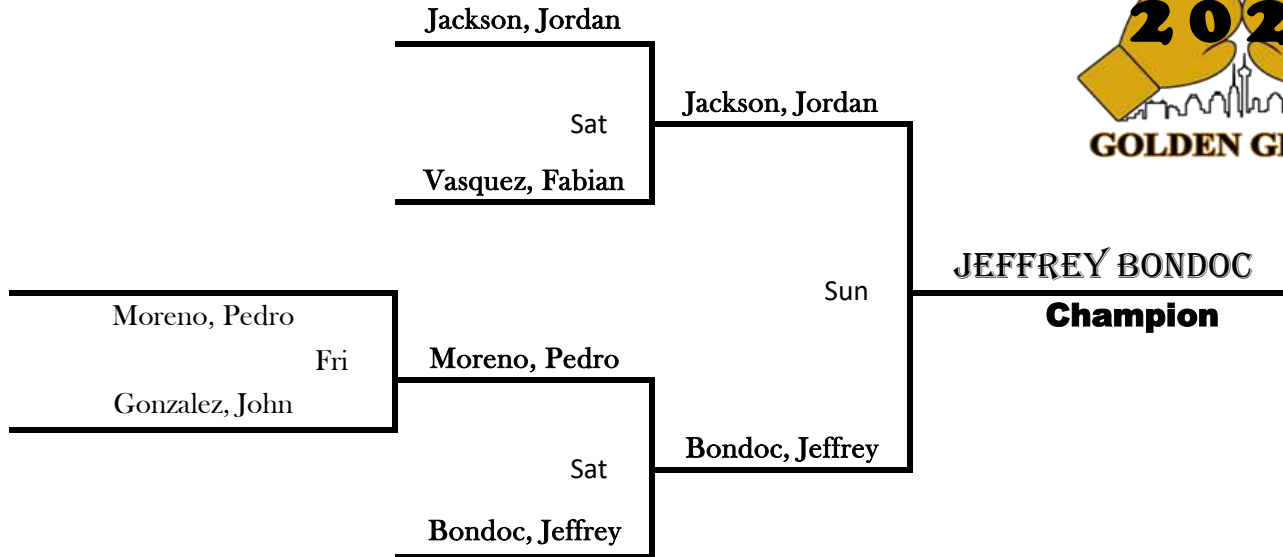 Jackson, Jordan
Sat
Jackson, Jordan
Vasquez, Fabian
GOLDEN
Sun
JEFFREY BONDOC
Champion
Moreno, Pedro
Fri
Gonzalez, John
Moreno, Pedro
Sat
Bondoc, Jeffrey
Bondoc, Jeffrey